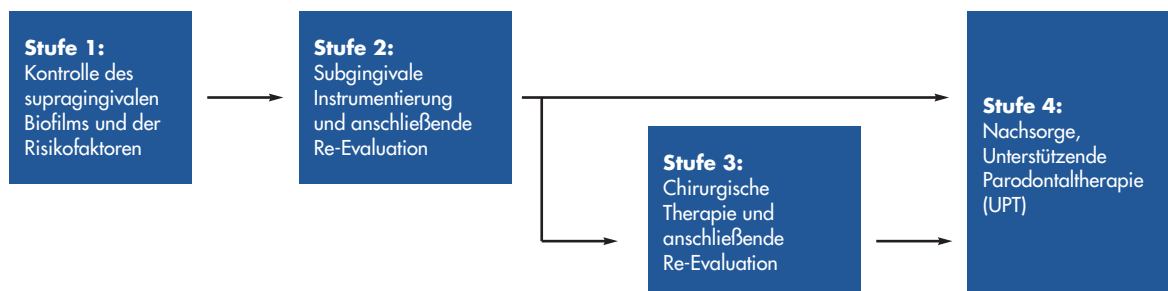 Stufe 1:
Kontrolle des
supragingivalen
Biofilms und der
Risikofaktoren
Stufe 2:
Subgingivale
Instrumentierung
und anschließende
Re-Evaluation
Stufe 3:
Chirurgische
Therapie und
anschließende
Re-Evaluation
Stufe 4:
Nachsorge,
Unterstützende
Parodontaltherapie
(UPT)